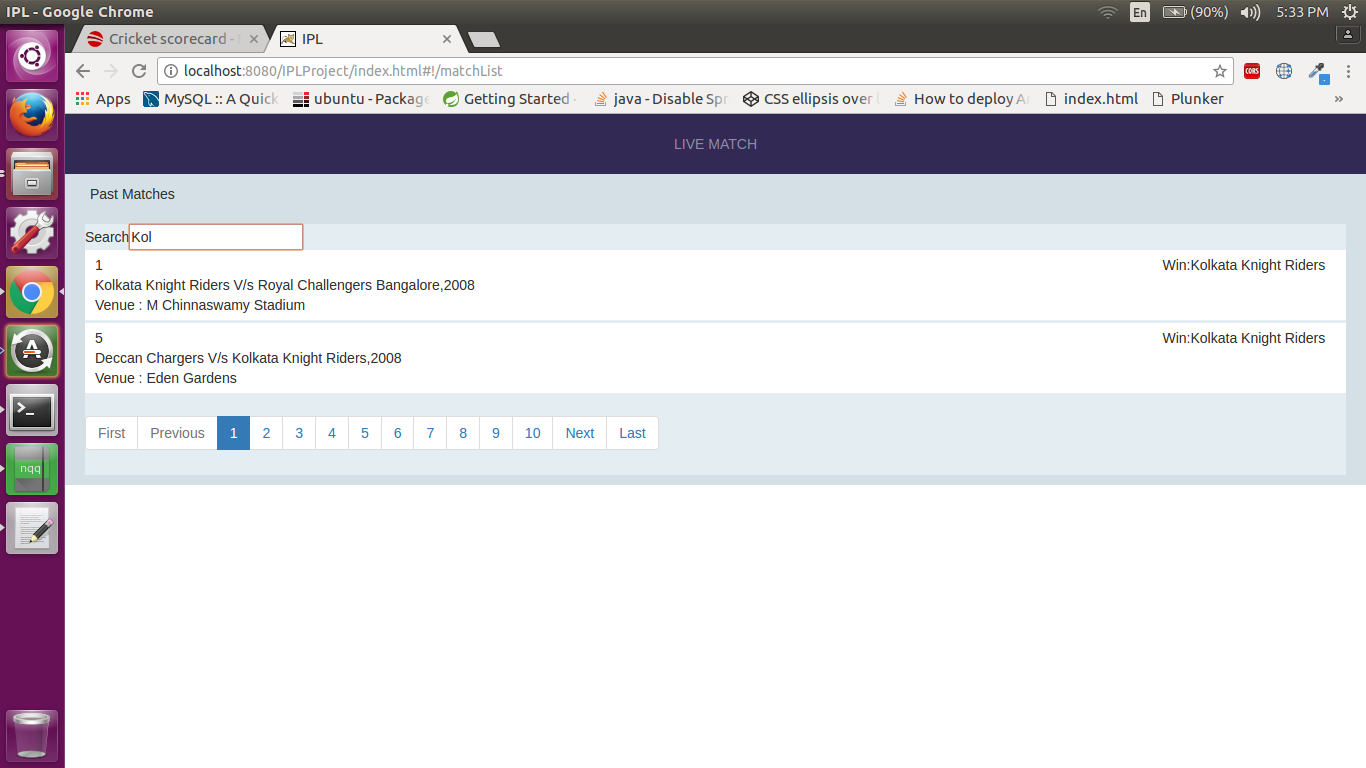 IPL - Google Chrome
En (90%) 5:33 PM
Cricket scorecard -
IPL
localhost:8080/IPLProject/index.html#!/matchList
CORS
Apps MySQL :: A Quick ubuntu - Package Getting Started - java - Disable Spr CSS ellipsis over How to deploy index.html Plunker »
LIVE MATCH
Past Matches
Search Kol
1 Win:Kolkata Knight Riders
Kolkata Knight Riders V/s Royal Challengers Bangalore,2008
Venue : M Chinnaswamy Stadium
5 Win:Kolkata Knight Riders
Deccan Chargers V/s Kolkata Knight Riders,2008
Venue : Eden Gardens
First Previous 1 2 3 4 5 6 7 8 9 10 Next Last
nqq